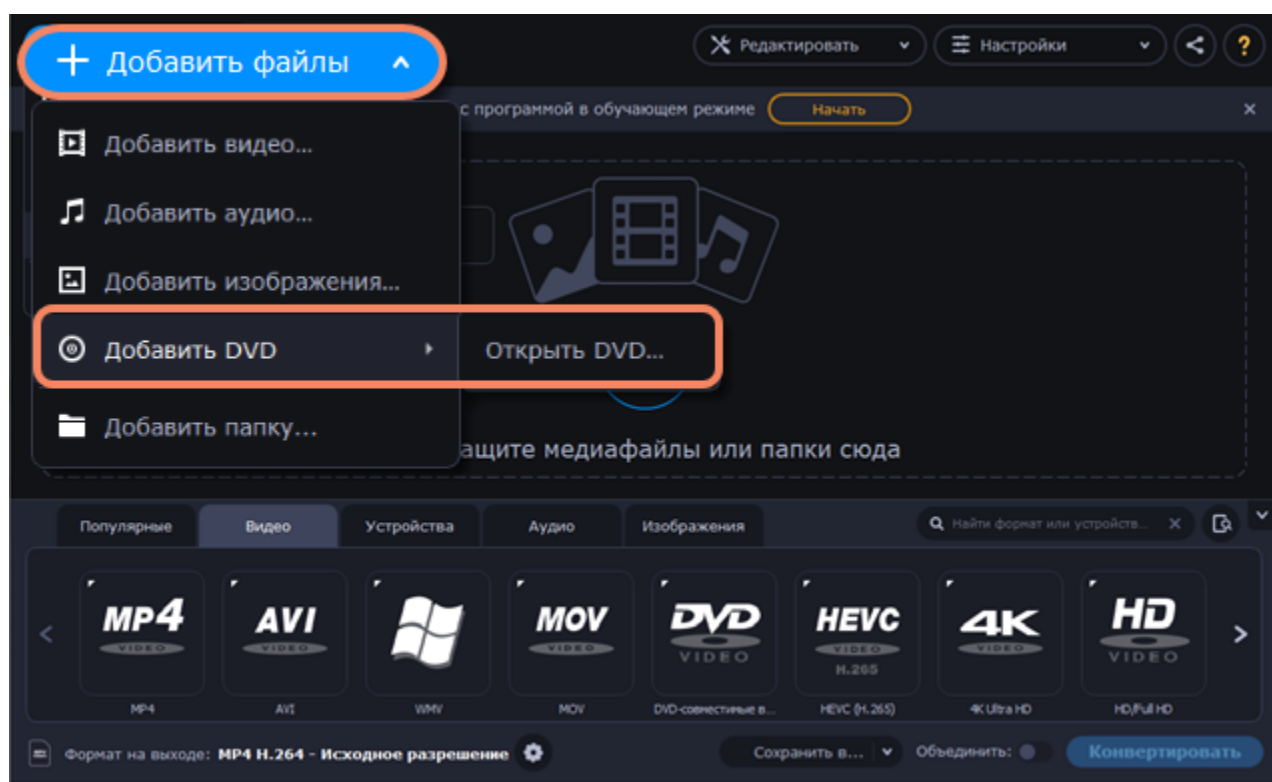 Добавить файлы
Редактировать
Настройки
?
с программой в обучающем режиме
Начать
Добавить видео...
Добавить аудио...
Добавить изображения...
Добавить DVD
Открыть DVD...
Добавить папку...
ащите медиафайлы или папки сюда
Популярные
Видео
Устройства
Аудио
Изображения
Найти формат или устройств...
MP4 VIDEO
AVI VIDEO
MOV VIDEO
DVD VIDEO
HEVC VIDEO H.265
4K VIDEO
HD VIDEO
MP4
AVI
WMV
MOV
DVD-совместимые в...
HEVC (H.265)
4K Ultra HD
HD/Full HD
Формат на выходе: MP4 H.264 - Исходное разрешение
Сохранить в...
Объединить:
Конвертировать